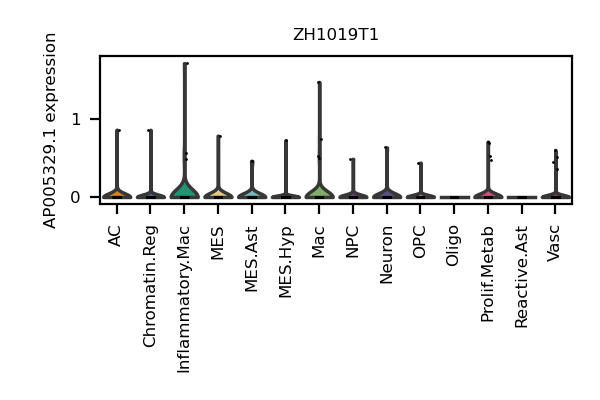 ZH1019T1
AP005329.1 expression
1
0
AC
Chromatin.Reg
Inflammatory.Mac
MES
MES.Ast
MES.Hyp
Mac
NPC
Neuron
OPC
Oligo
Prolif.Metab
Reactive.Ast
Vasc